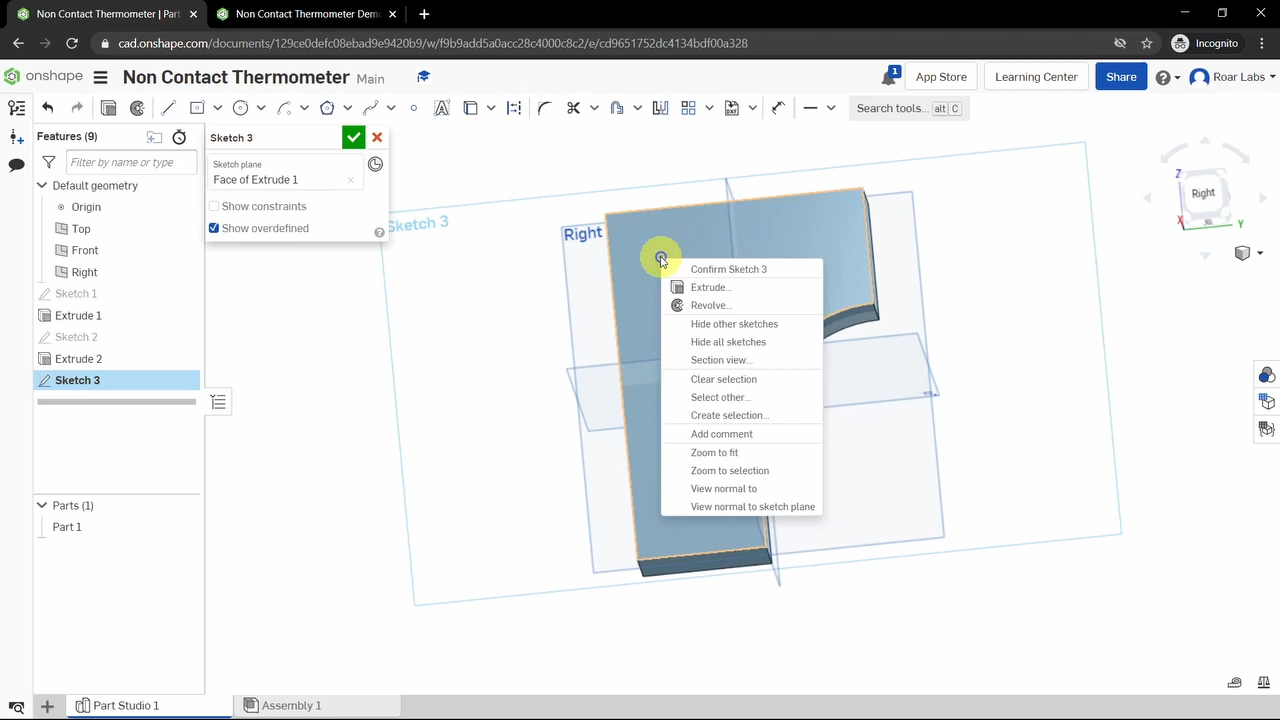 Non Contact Thermometer | Part
Non Contact Thermometer Dem
cad.onshape.com/documents/129ce0defc08ebad9e9420b9/w/f9b9add5a0acc28c4000c8c2/e/cd9651752dc4134bdf00a328
Incognito
onshape
Non Contact Thermometer
Main
1
App Store
Learning Center
Share
Roar Labs
Search tools...
alt C
Features (9)
Filter by name or type
Default geometry
Origin
Top
Front
Right
Sketch 1
Extrude 1
Sketch 2
Extrude 2
Sketch 3
Parts (1)
Part 1
Sketch 3
Sketch plane
Face of Extrude 1
Show constraints
Show overdefined
Sketch 3
Right
Confirm Sketch 3
Extrude...
Revolve...
Hide other sketches
Hide all sketches
Section view...
Clear selection
Select other...
Create selection...
Add comment
Zoom to fit
Zoom to selection
View normal to
View normal to sketch plane
Z
Right
X
Y
Part Studio 1
Assembly 1